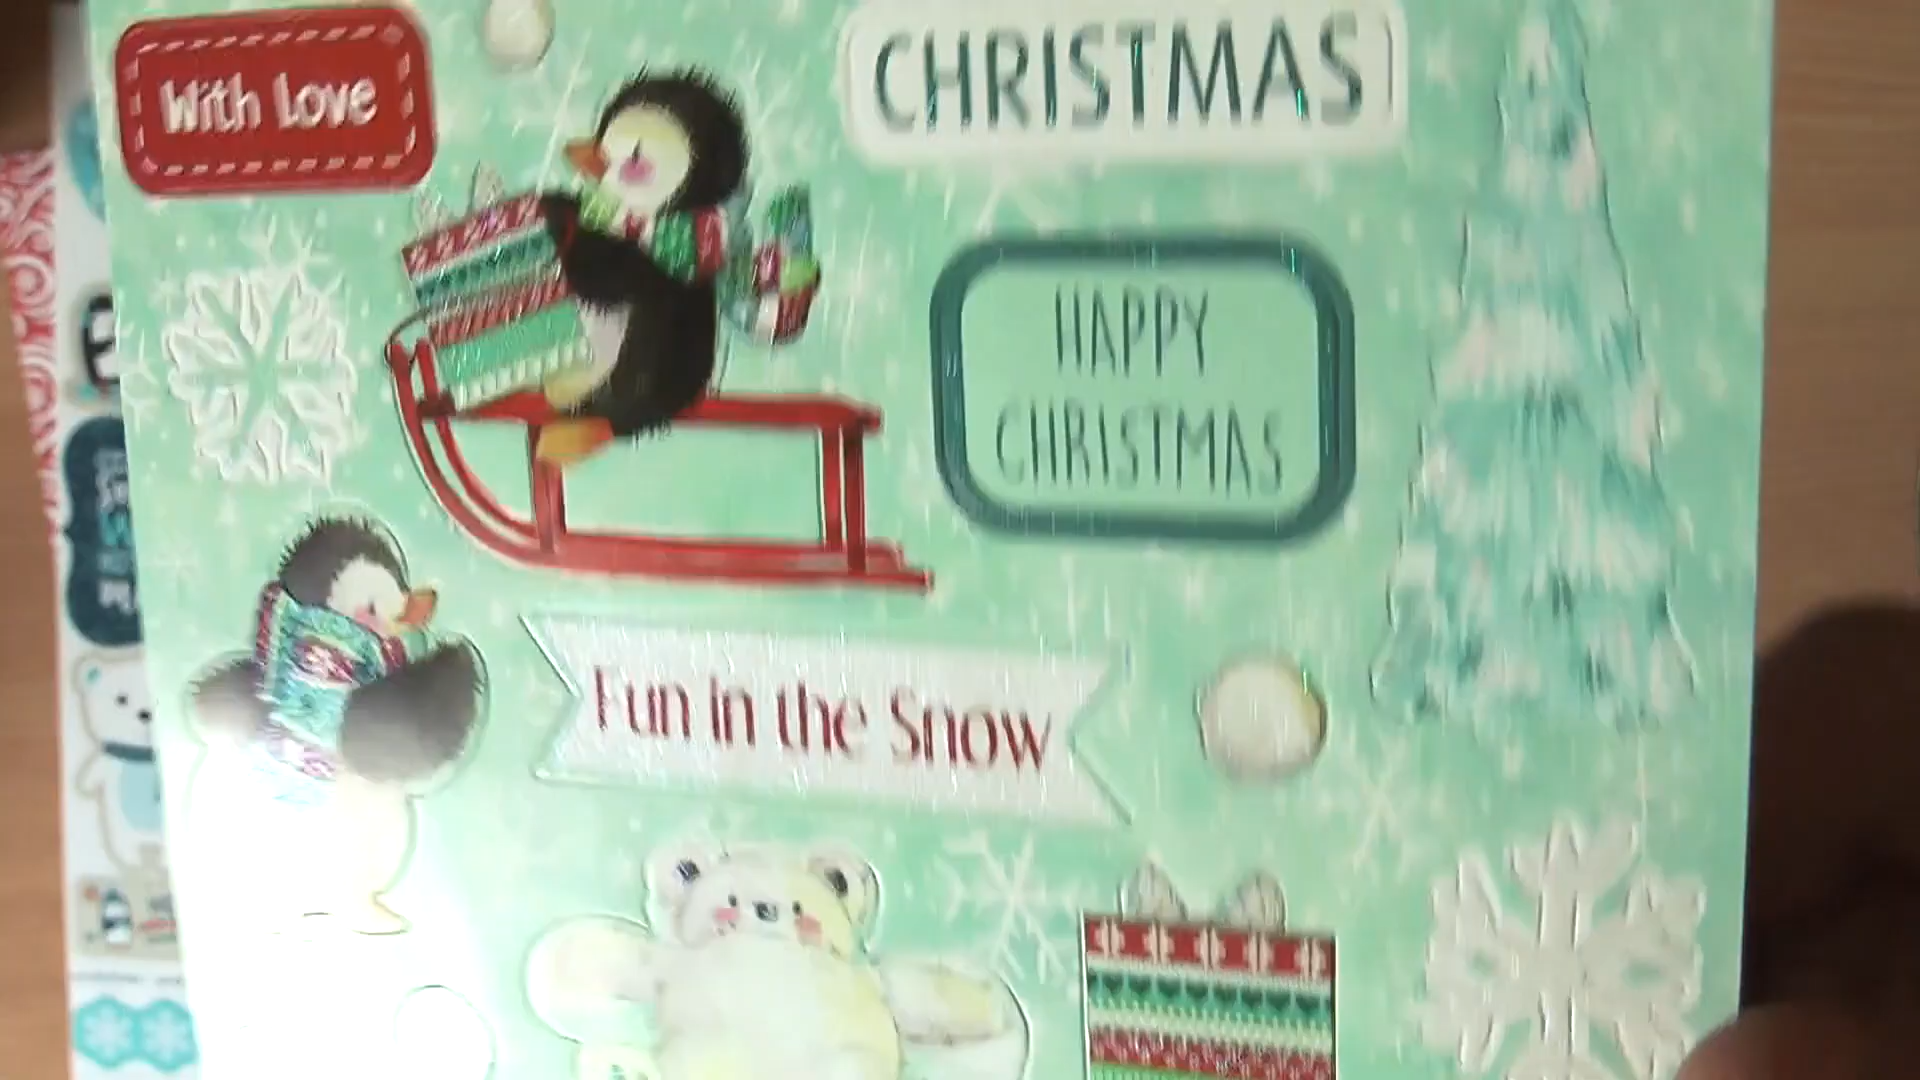 With Love
CHRISTMAS
HAPPY
CHRISTMAS
Fun in the Snow